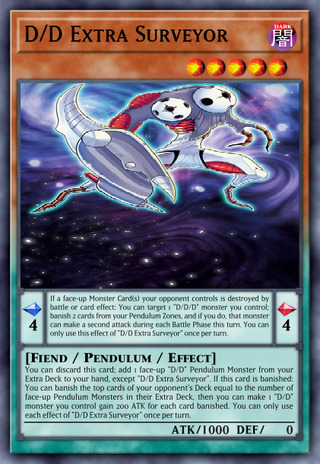 D/D Extra Surveyor
DARK
闇
If a face-up Monster Card(s) your opponent controls is destroyed
by battle or card effect: You can target 1 "D/D/D" monster you control;
banish 2 cards from your Pendulum Zones, and if you do, that monster
can make a second attack during each Battle Phase this turn. You can
only use this effect of "D/D Extra Surveyor" once per turn.
4
4
[Fiend / Pendulum / Effect]
You can discard this card; add 1 face-up "D/D" Pendulum Monster from your
Extra Deck to your hand, except "D/D Extra Surveyor". If this card is banished:
You can banish the top cards of your opponent's Deck equal to the number of
face-up Pendulum Monsters in their Extra Deck, then you can make 1 "D/D"
monster you control gain 200 ATK for each card banished. You can only use
each effect of "D/D Extra Surveyor" once per turn.
ATK/1000 DEF/ 0